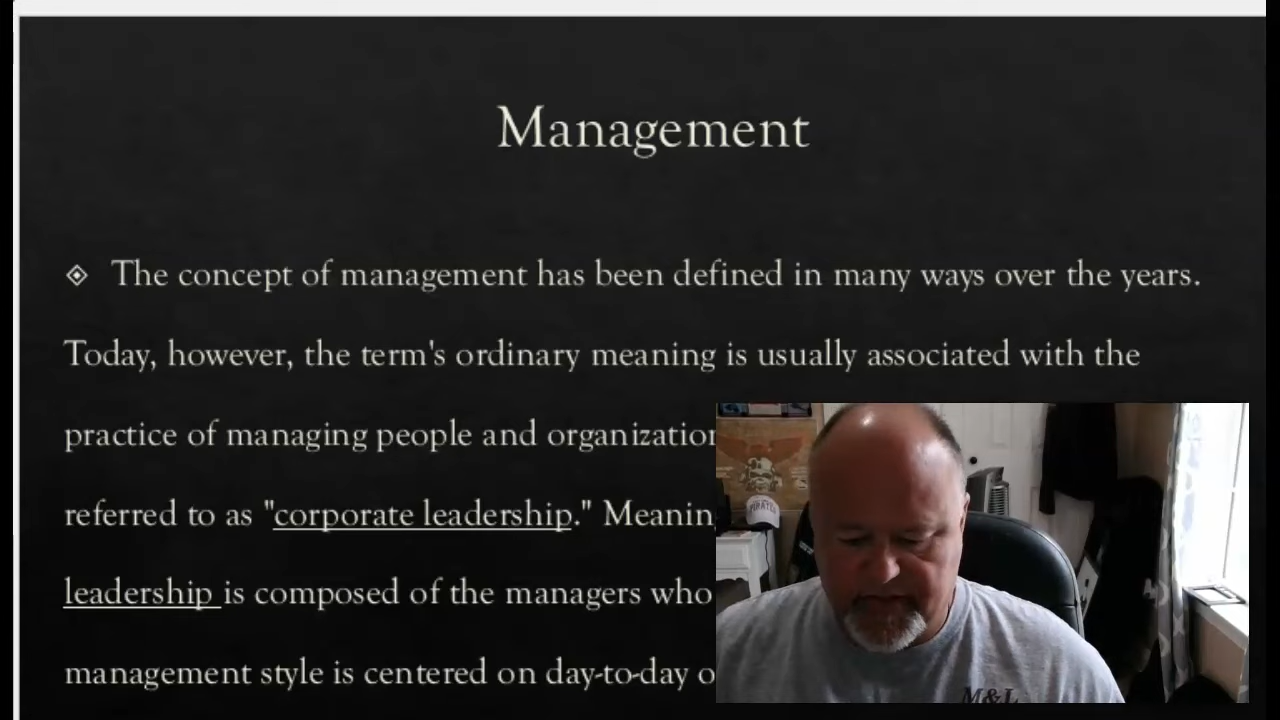 Management
The concept of management has been defined in many ways over the years.
Today, however, the term's ordinary meaning is usually associated with the
practice of managing people and
referred to as "corporate leadership."
leadership is composed of the managers who
management style is centered on day-to-day
PIRATES
M&L